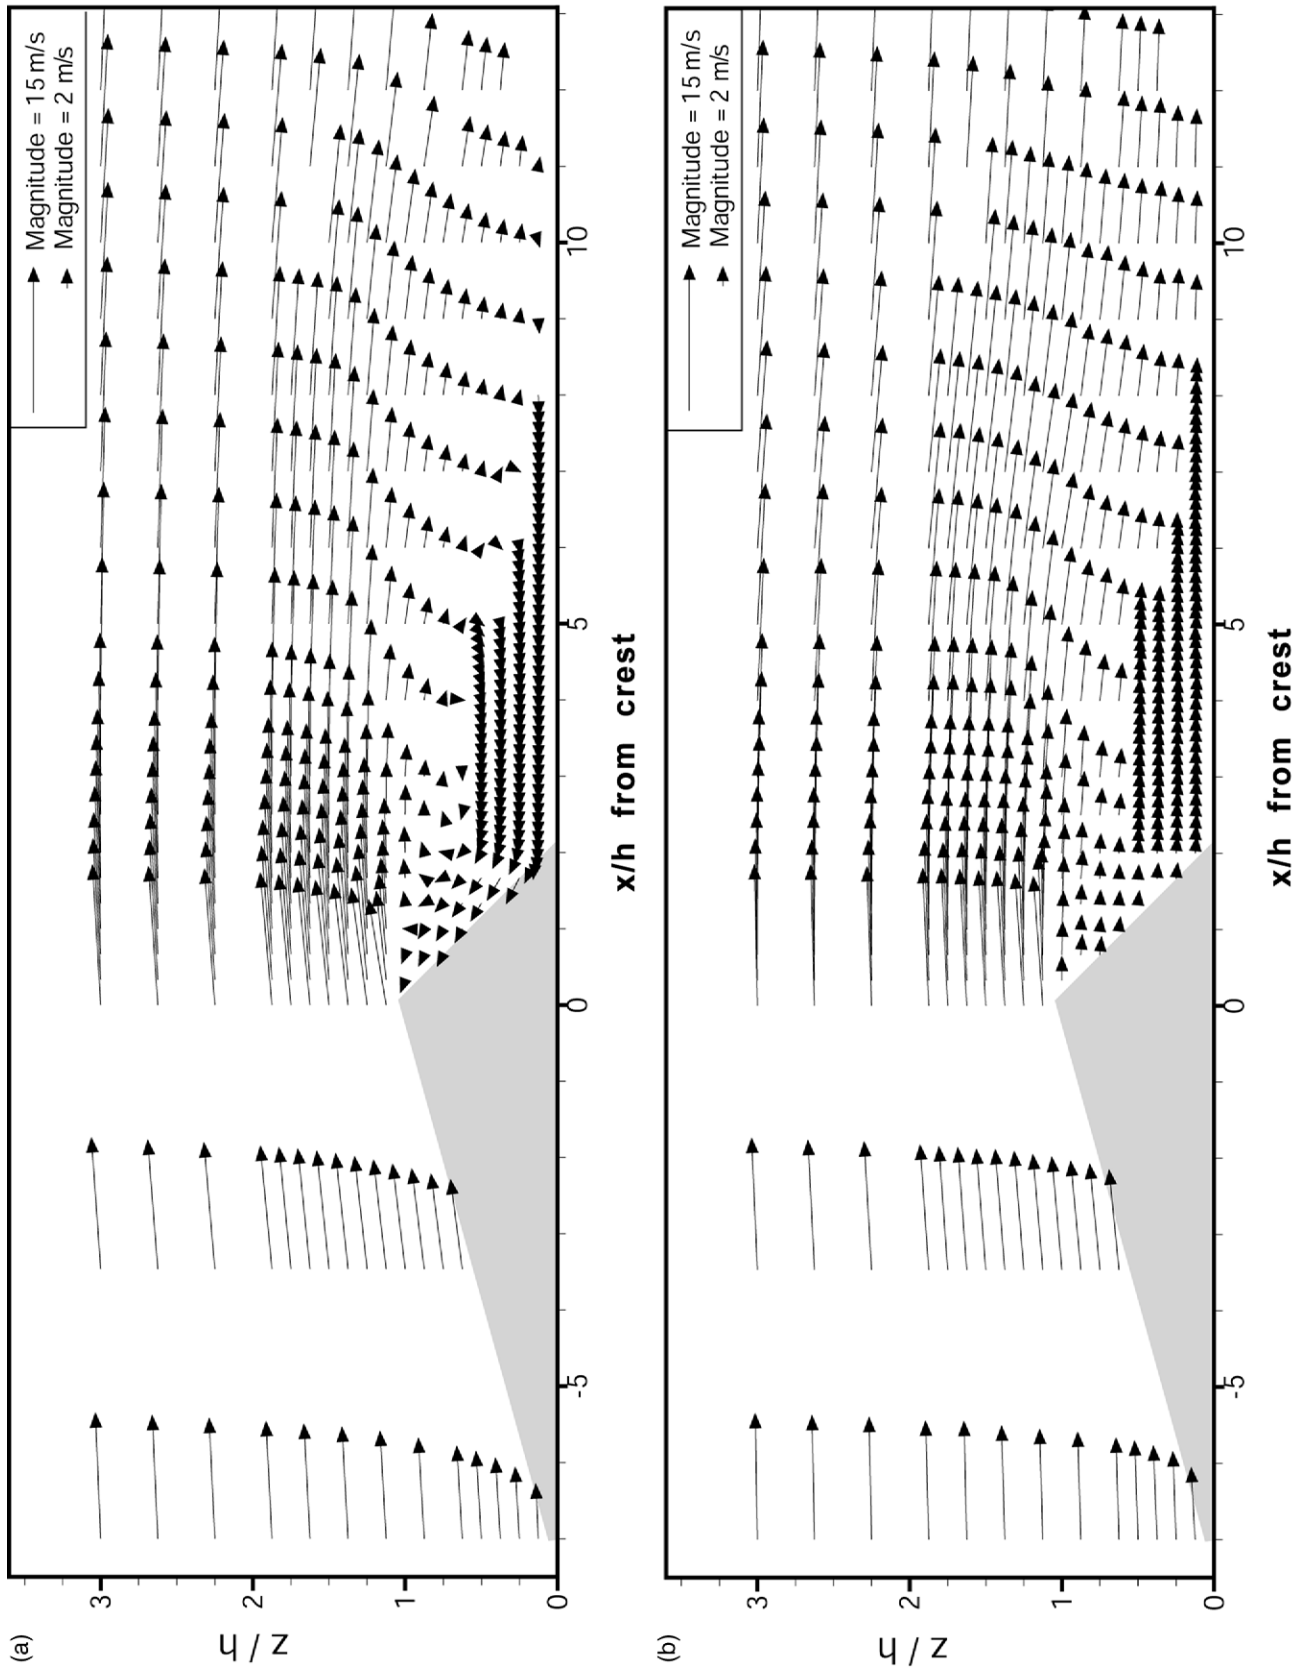 (a)
Magnitude = 15 m/s
Magnitude = 2 m/s
z / h
3
2
1
0
-5
0
5
10
x/h from crest
(b)
Magnitude = 15 m/s
Magnitude = 2 m/s
z / h
3
2
1
0
-5
0
5
10
x/h from crest